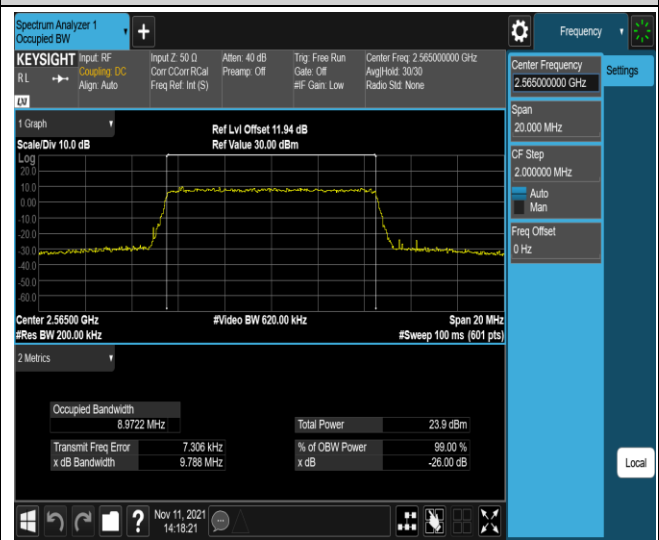 Spectrum Analyzer 1
Occupied BW
Frequency
KEYSIGHT
RL
LXI
Input: RF
Coupling: DC
Align: Auto
Input Z: 50 Ω
Corr CCorr RCal
Freq Ref: Int (S)
Atten: 40 dB
Preamp: Off
Trig: Free Run
Gate: Off
#IF Gain: Low
Center Freq: 2.565000000 GHz
Avg|Hold: 30/30
Radio Std: None
Center Frequency
2.565000000 GHz
Settings
Span
20.000 MHz
CF Step
2.000000 MHz
Auto
Man
Freq Offset
0 Hz
Local
1 Graph
Scale/Div 10.0 dB
Ref Lvl Offset 11.94 dB
Ref Value 30.00 dBm
Log
20.0
10.0
0.00
-10.0
-20.0
-30.0
-40.0
-50.0
-60.0
Center 2.56500 GHz
#Video BW 620.00 kHz
Span 20 MHz
#Res BW 200.00 kHz
#Sweep 100 ms (601 pts)
2 Metrics
Occupied Bandwidth
8.9722 MHz
Total Power 23.9 dBm
Transmit Freq Error 7.306 kHz
% of OBW Power 99.00 %
x dB Bandwidth 9.788 MHz
x dB -26.00 dB
?
Nov 11, 2021
14:18:21